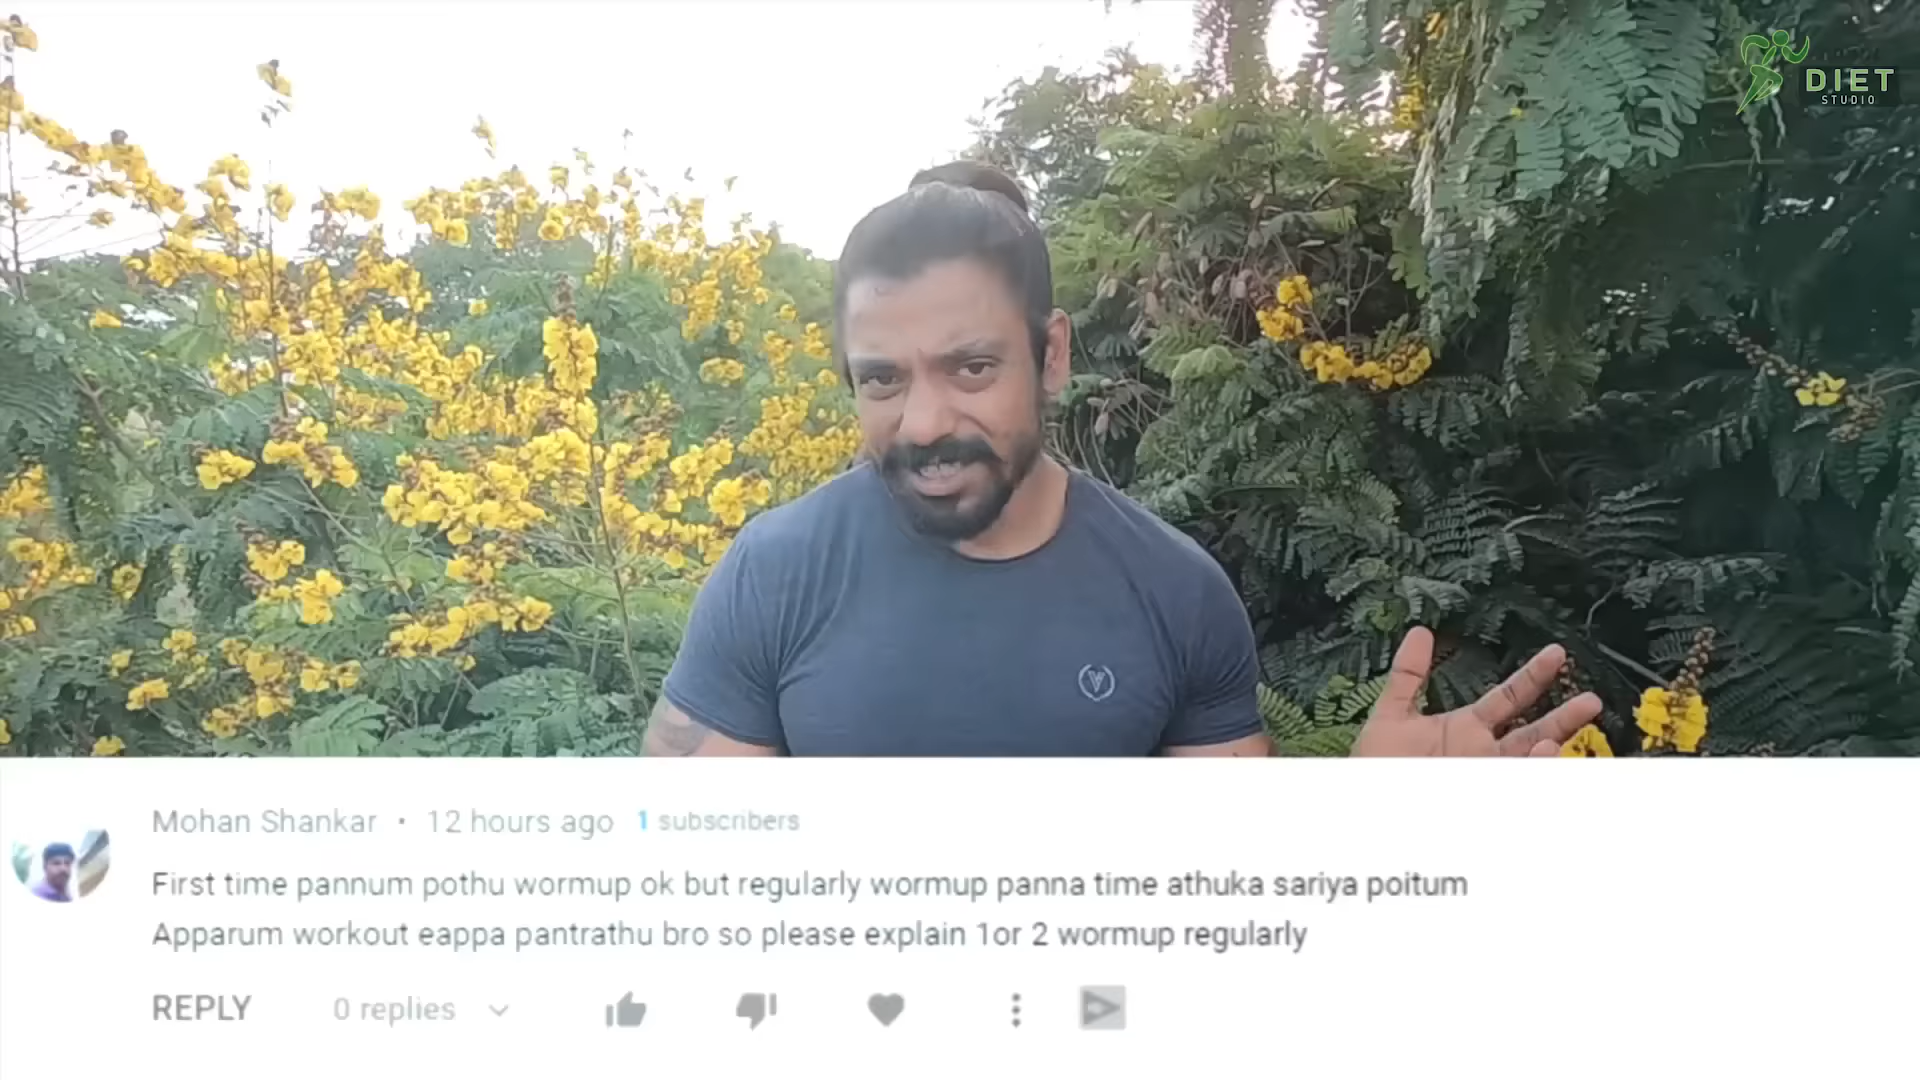 DIET
STUDIO
V
Mohan Shankar • 12 hours ago 1 subscribers
First time pannum pothu wormup ok but regularly wormup panna time athuka sariya poitum
Apparum workout eappa pantrathu bro so please explain 1or 2 wormup regularly
REPLY 0 replies